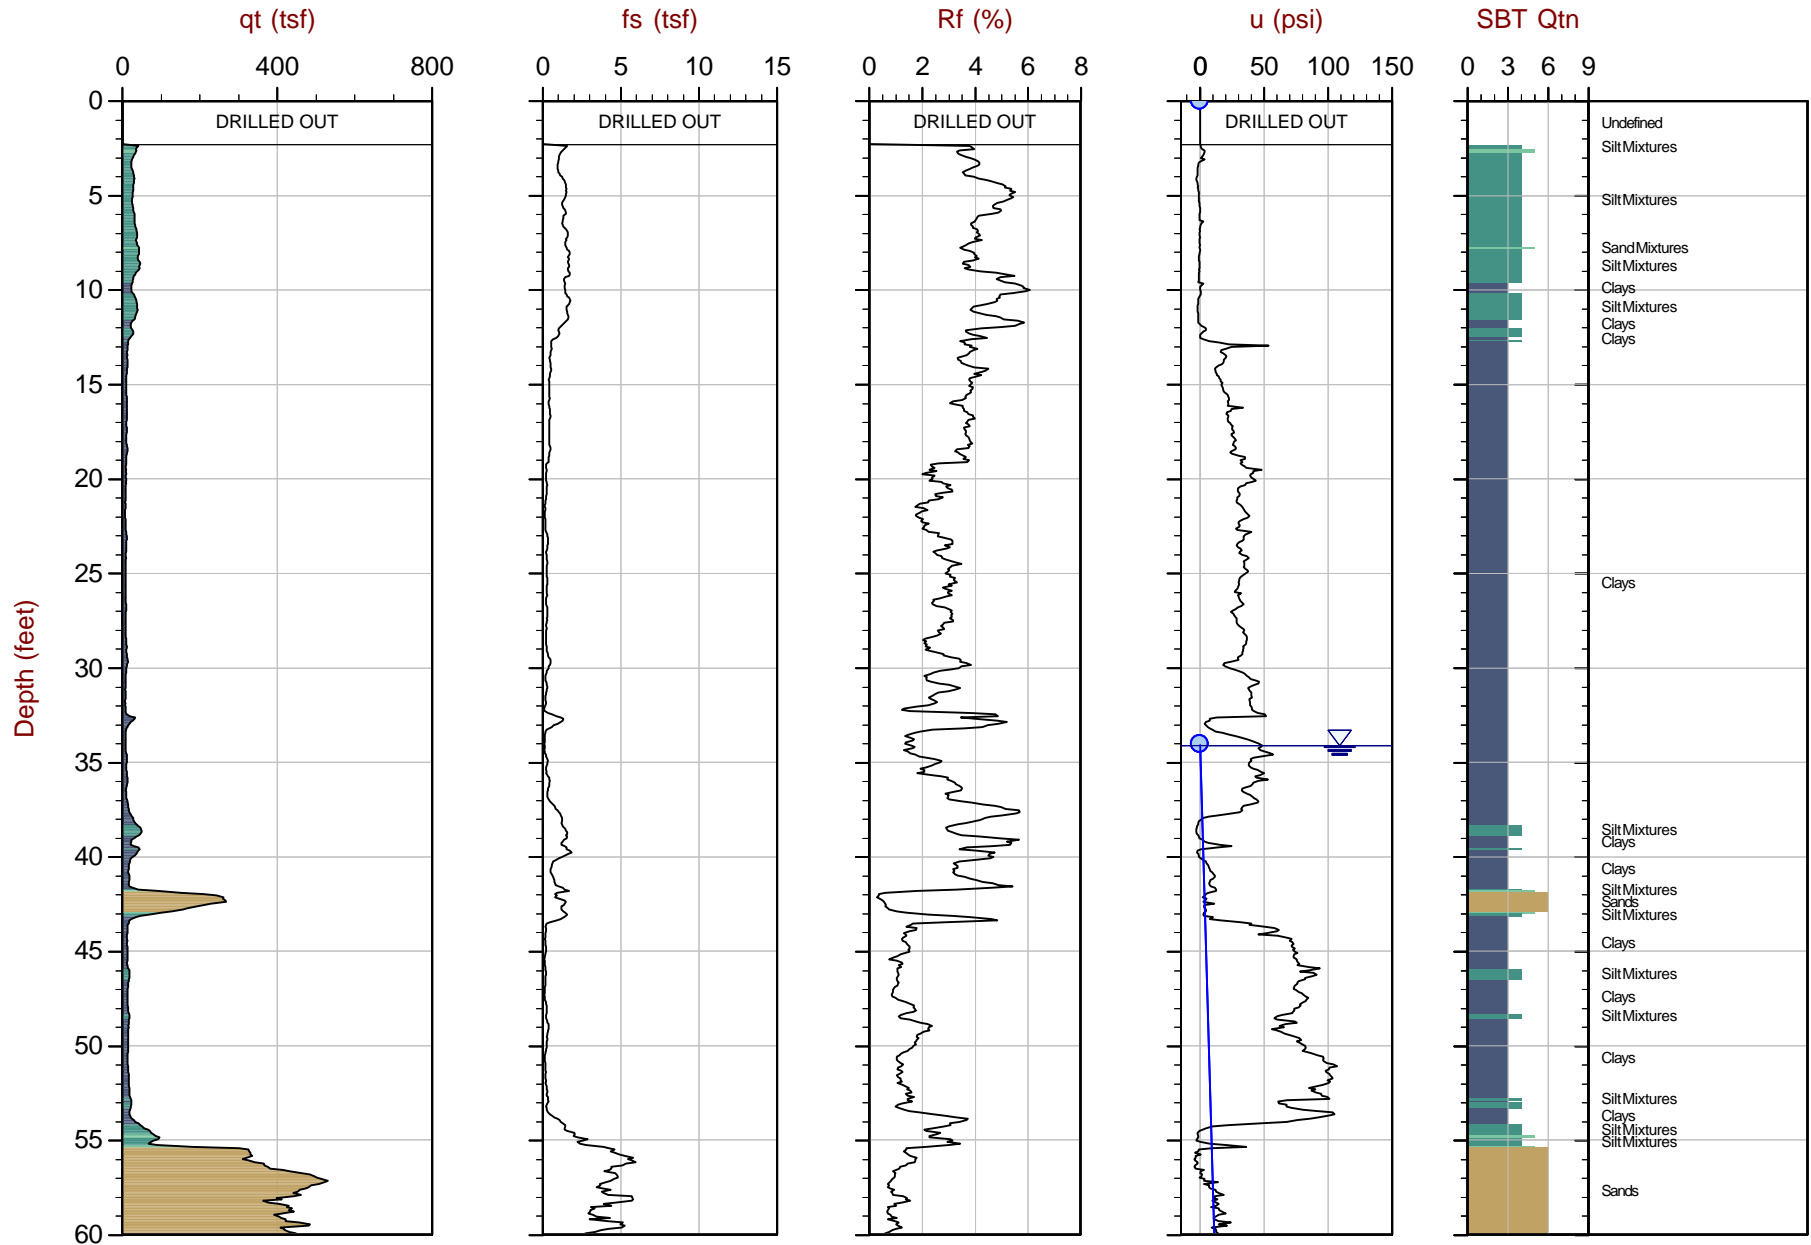 qt (tsf) fs (tsf) Rf (%) u (psi) SBT Qtn
0 400 800 0 5 10 15 0 2 4 6 8 0 50 100 150 0 3 6 9
0
DRILLED OUT DRILLED OUT DRILLED OUT DRILLED OUT
Undefined
Silt Mixtures
5
Silt Mixtures
Sand Mixtures
Silt Mixtures
10
Clays
Silt Mixtures
Clays
Clays
15
20
25
Clays
30
Depth (feet)
35
Silt Mixtures
Clays
40
Clays
Silt Mixtures
Sands
Silt Mixtures
Clays
45
Silt Mixtures
Clays
Silt Mixtures
50
Clays
Silt Mixtures
Clays
Silt Mixtures
55
Silt Mixtures
Sands
60